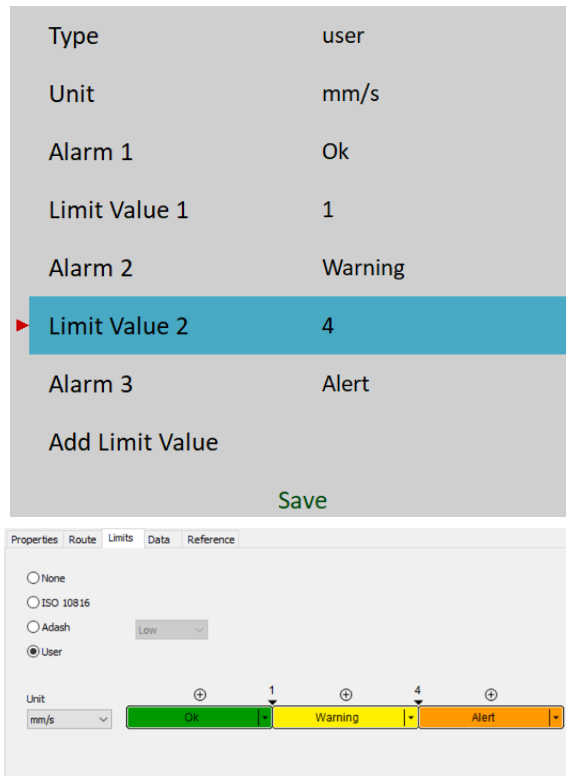 Type user
Unit mm/s
Alarm 1 Ok
Limit Value 1 1
Alarm 2 Warning
Limit Value 2 4
Alarm 3 Alert
Add Limit Value
Save
Properties Route Limits Data Reference
None
ISO 10816
Adash Low
User
Unit 1 4
mm/s Ok Warning Alert